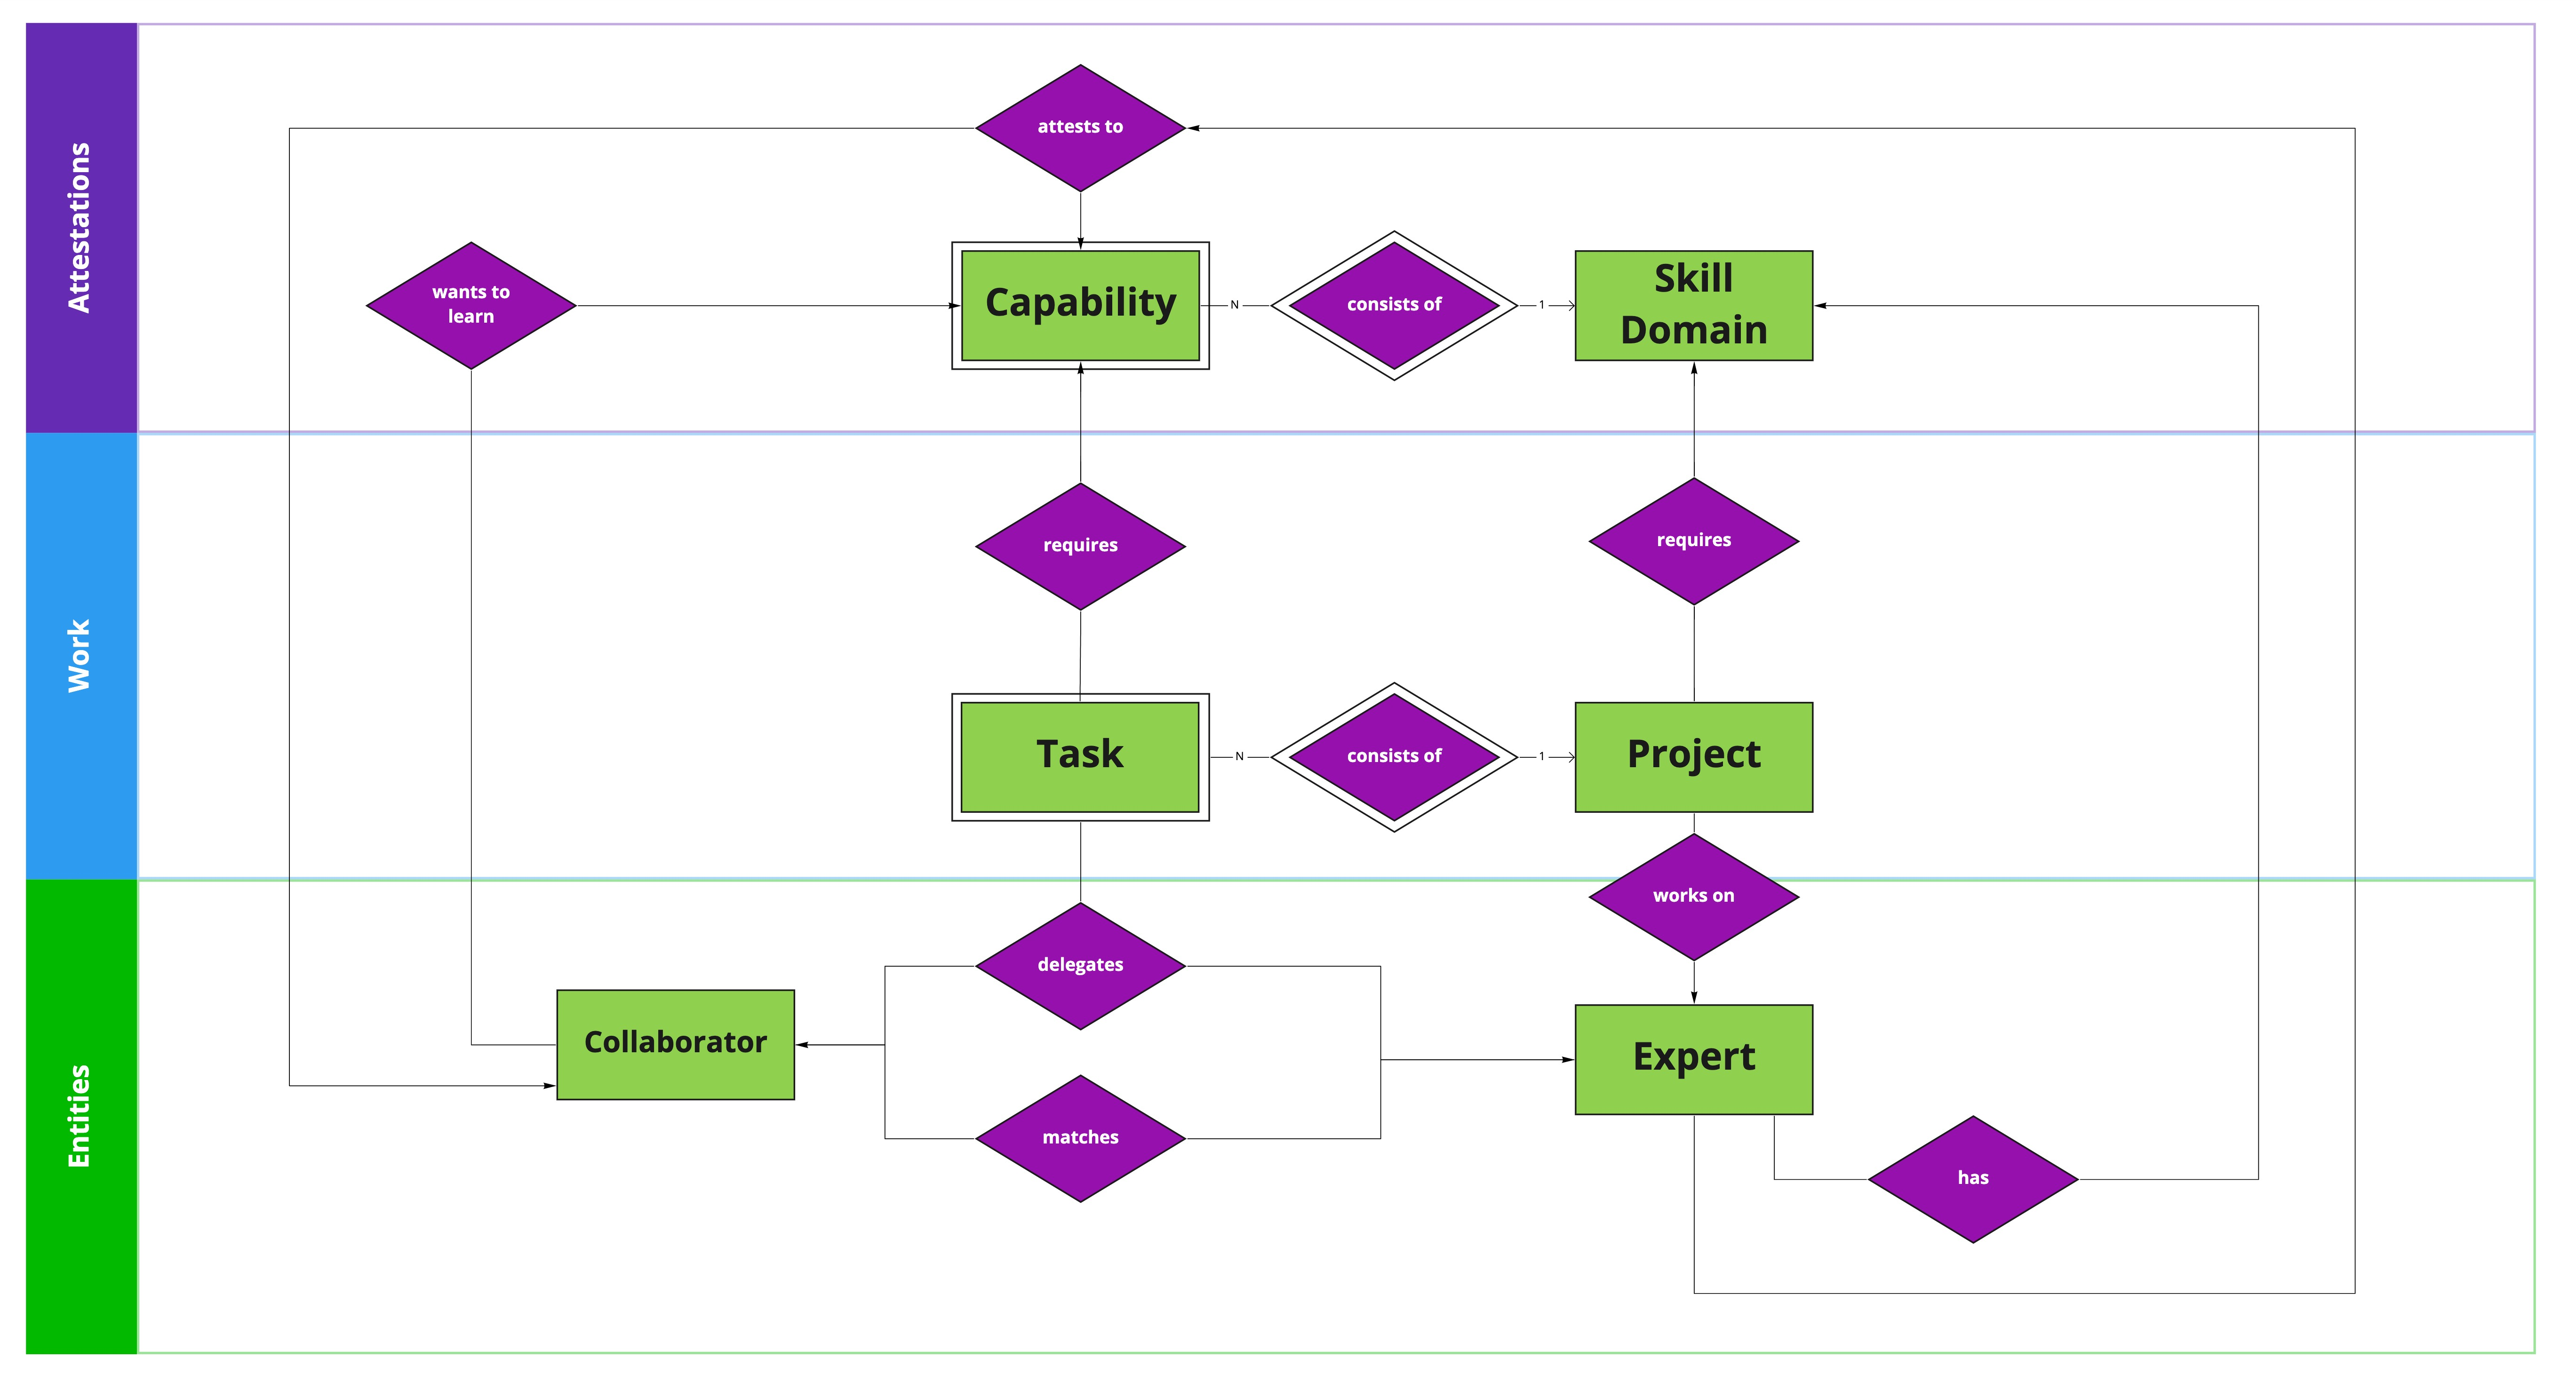 Attestations
attests to
wants to
learn
Capability
N
consists of
1
Skill
Domain
Work
requires
requires
Task
N
consists of
1
Project
works on
Entities
delegates
Collaborator
Expert
matches
has